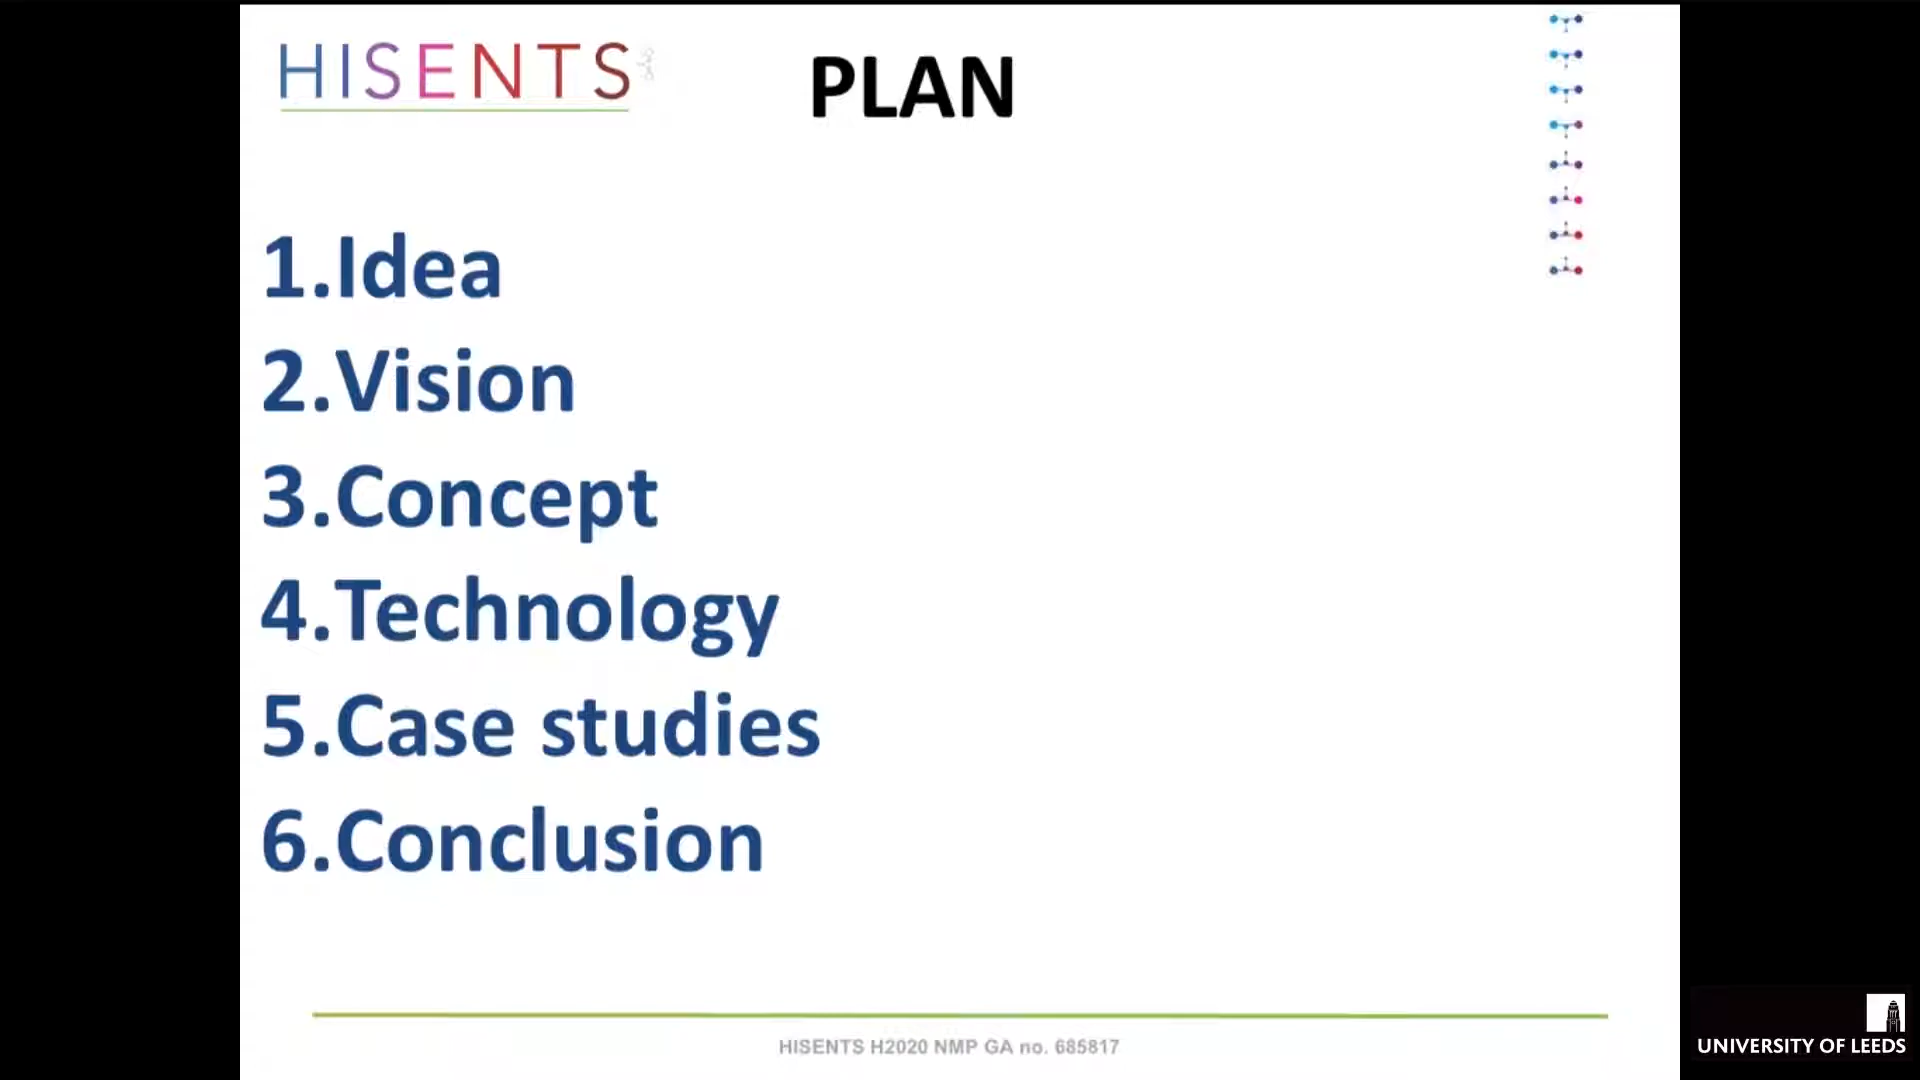 HISENTS
PLAN
1.Idea
2.Vision
3.Concept
4.Technology
5.Case studies
6.Conclusion
HISENTS H2020 NMP GA no. 685817
UNIVERSITY OF LEEDS